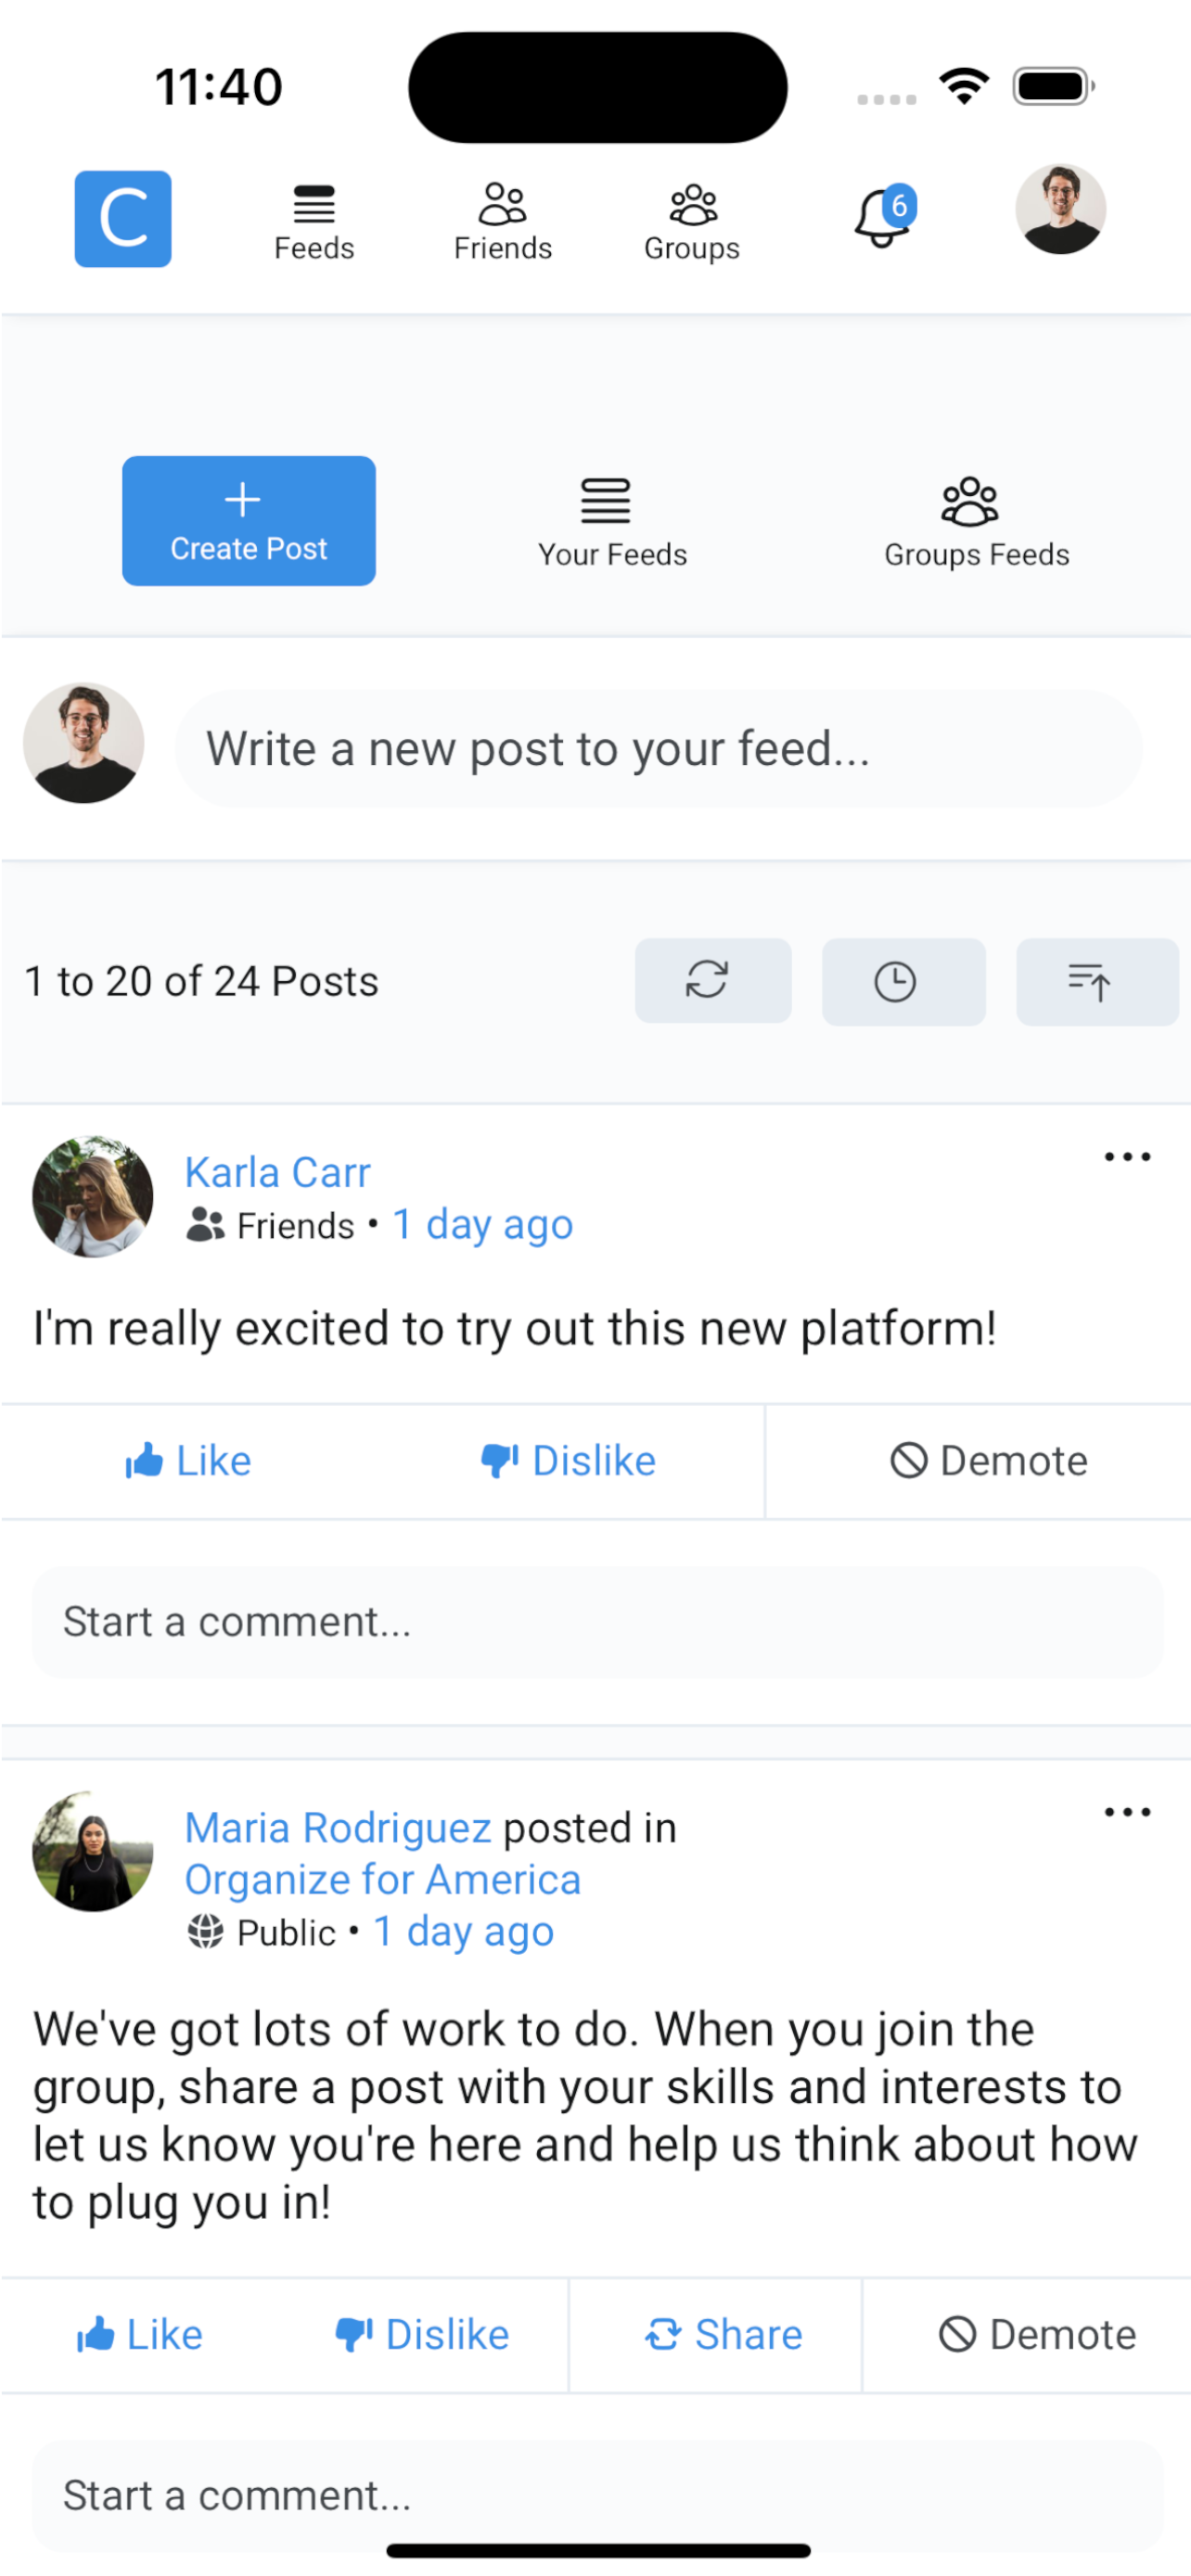 11:40
C
Feeds
Friends
Groups
6
Create Post
Your Feeds
Groups Feeds
Write a new post to your feed...
1 to 20 of 24 Posts
Karla Carr
Friends • 1 day ago
I'm really excited to try out this new platform!
Like
Dislike
Demote
Start a comment...
Maria Rodriguez posted in
Organize for America
Public • 1 day ago
We've got lots of work to do. When you join the
group, share a post with your skills and interests to
let us know you're here and help us think about how
to plug you in!
Like
Dislike
Share
Demote
Start a comment...